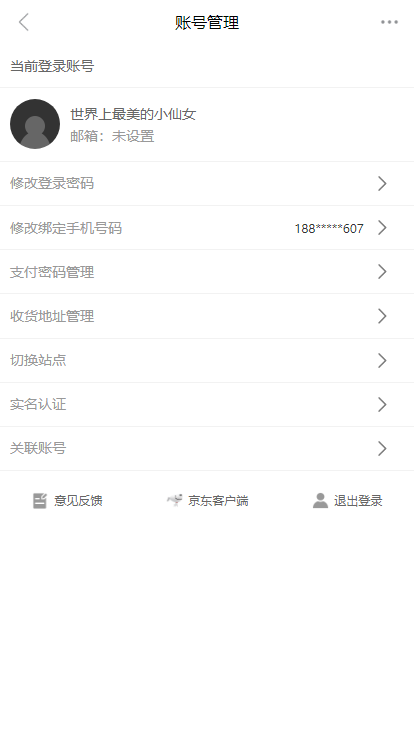 账号管理
当前登录账号
世界上最美的小仙女
邮箱：未设置
修改登录密码
修改绑定手机号码 188*****607
支付密码管理
收货地址管理
切换站点
实名认证
关联账号
意见反馈 京东客户端 退出登录